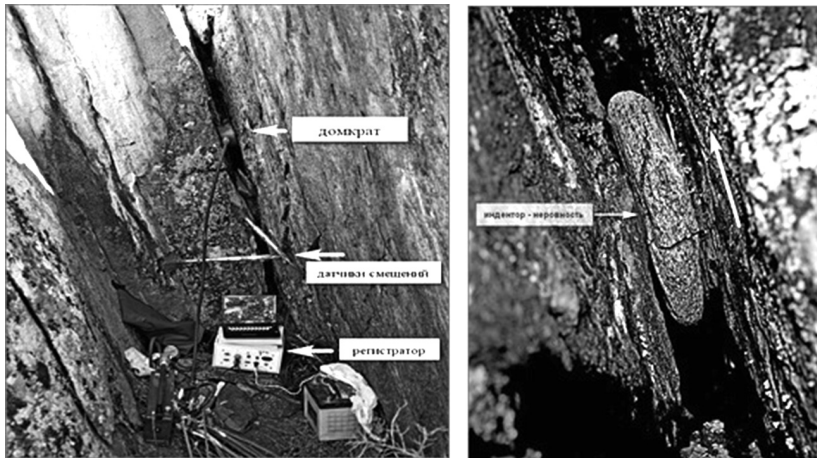 домкрат
датчики смещений
регистратор
индентор - неровность